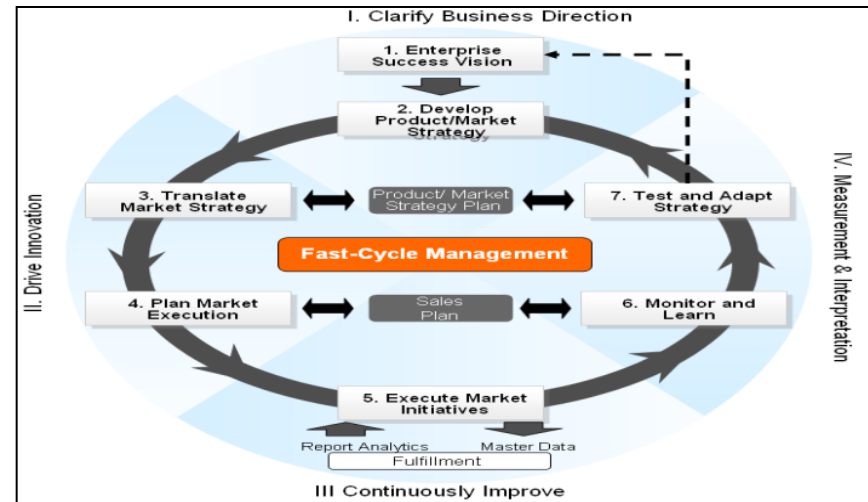 I. Clarify Business Direction
1. Enterprise
Success Vision
2. Develop
Product/Market
Strategy
Strategy
3. Translate
Market Strategy
Product/ Market
Strategy Plan
7. Test and Adapt
Strategy
II. Drive Innovation
Fast-Cycle Management
IV. Measurement & Interpretation
4. Plan Market
Execution
Sales
Plan
6. Monitor and
Learn
5. Execute Market
Initiatives
Report Analytics
Master Data
Fulfillment
III Continuously Improve